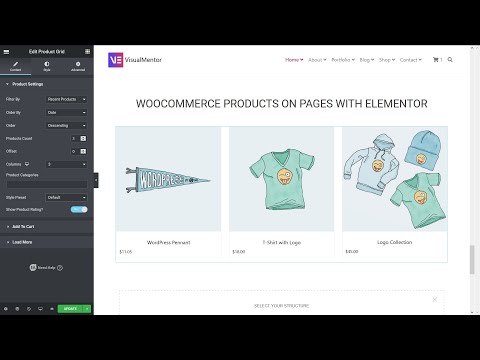 Edit Product Grid
Content
Style
Advanced
Product Settings
Filter By
Recent Products
Order By
Date
Order
Descending
Products Count
3
Offset
0
Columns
3
Product Categories
Style Preset
Default
Show Product Rating?
Add To Cart
Load More
Need Help
UPDATE
VE VisualMentor
Home About Portfolio Blog Shop Contact 1
WOOCOMMERCE PRODUCTS ON PAGES WITH ELEMENTOR
WORDPRESS
WordPress Pennant
$11.05
T-Shirt with Logo
$18.00
Logo Collection
$45.00
SELECT YOUR STRUCTURE